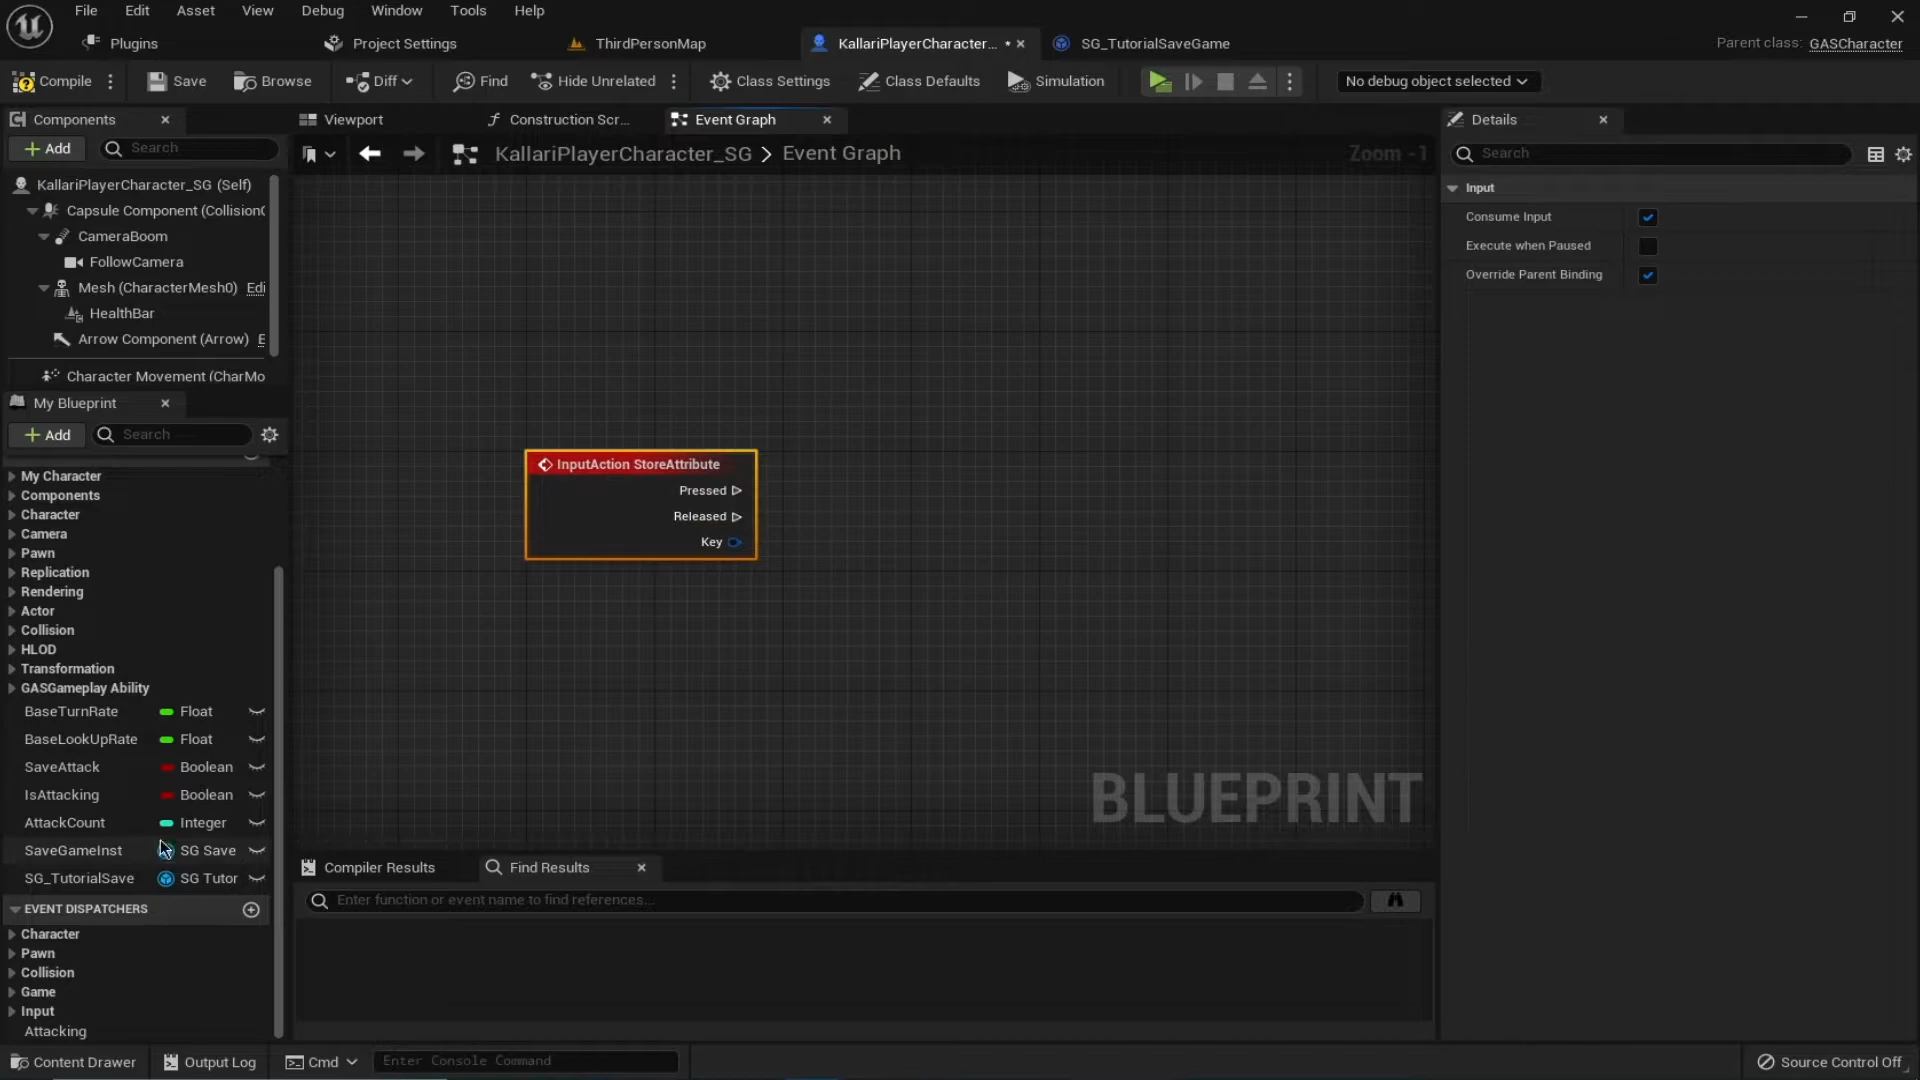 File Edit Asset View Debug Window Tools Help
Plugins Project Settings ThirdPersonMap KallariPlayerCharacter... SG_TutorialSaveGame Parent class: GASCharacter
Compile Save Browse Diff Find Hide Unrelated Class Settings Class Defaults Simulation No debug object selected
Components Viewport Construction Scr... Event Graph Details
Add Search KallariPlayerCharacter_SG > Event Graph Zoom -1 Search
KallariPlayerCharacter_SG (Self)
Input
Capsule Component (CollisionC
Consume Input
CameraBoom
Execute when Paused
FollowCamera
Override Parent Binding
Mesh (CharacterMesh0) Edi
HealthBar
Arrow Component (Arrow) E
Character Movement (CharMo
My Blueprint
Add Search
InputAction StoreAttribute
Pressed
Released
Key
My Character
Components
Character
Camera
Pawn
Replication
Rendering
Actor
Collision
HLOD
Transformation
GASGameplay Ability
BaseTurnRate Float
BaseLookUpRate Float
SaveAttack Boolean
IsAttacking Boolean
AttackCount Integer
SaveGameInst SG Save
SG_TutorialSave SG Tutor
BLUEPRINT
EVENT DISPATCHERS
Character
Pawn
Collision
Game
Input
Attacking
Compiler Results Find Results
Enter function or event name to find references...
Content Drawer Output Log Cmd Enter Console Command Source Control Off